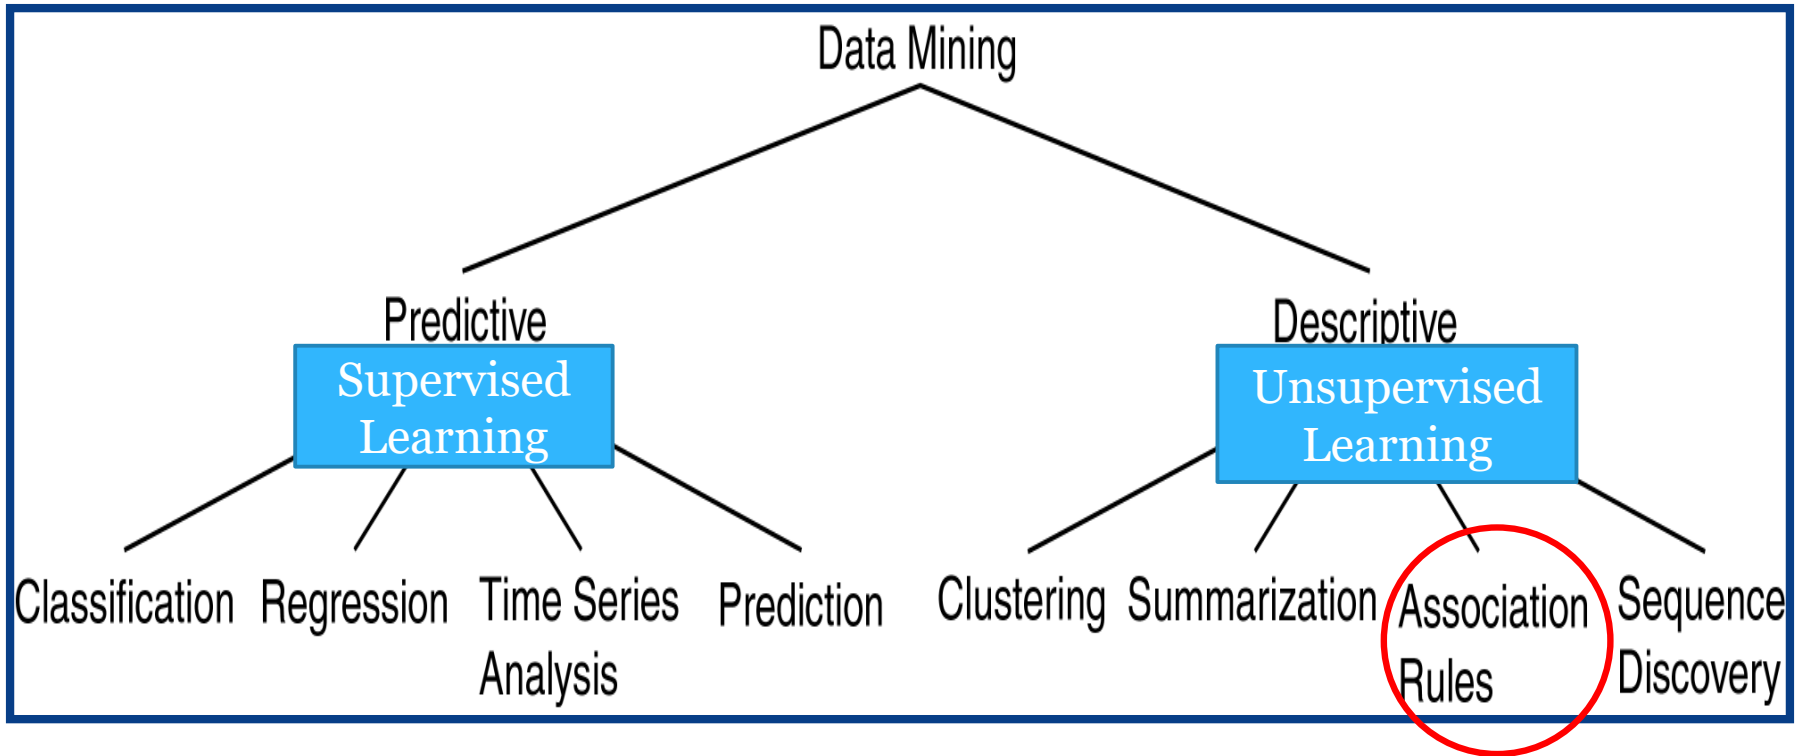 Data Mining
Predictive
Descriptive
Supervised
Learning
Unsupervised
Learning
Classification
Regression
Time Series
Analysis
Prediction
Clustering
Summarization
Association
Rules
Sequence
Discovery